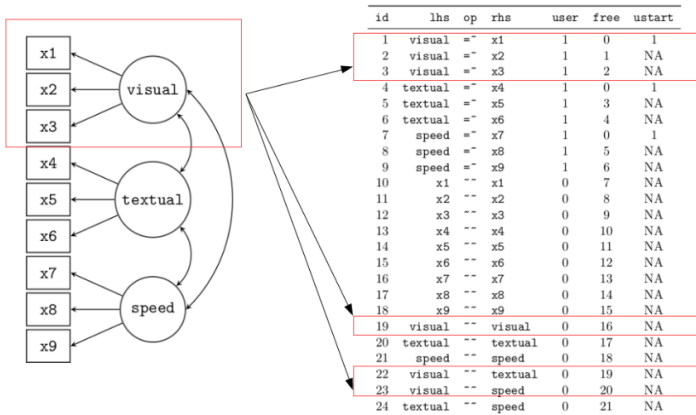 x1
x2
x3
x4
x5
x6
x7
x8
x9
visual
textual
speed
id lhs op rhs user free ustart
1 visual =~ x1 1 0 1
2 visual =~ x2 1 1 NA
3 visual =~ x3 1 2 NA
4 textual =~ x4 1 0 1
5 textual =~ x5 1 3 NA
6 textual =~ x6 1 4 NA
7 speed =~ x7 1 0 1
8 speed =~ x8 1 5 NA
9 speed =~ x9 1 6 NA
10 x1 ~~ x1 0 7 NA
11 x2 ~~ x2 0 8 NA
12 x3 ~~ x3 0 9 NA
13 x4 ~~ x4 0 10 NA
14 x5 ~~ x5 0 11 NA
15 x6 ~~ x6 0 12 NA
16 x7 ~~ x7 0 13 NA
17 x8 ~~ x8 0 14 NA
18 x9 ~~ x9 0 15 NA
19 visual ~~ visual 0 16 NA
20 textual ~~ textual 0 17 NA
21 speed ~~ speed 0 18 NA
22 visual ~~ textual 0 19 NA
23 visual ~~ speed 0 20 NA
24 textual ~~ speed 0 21 NA